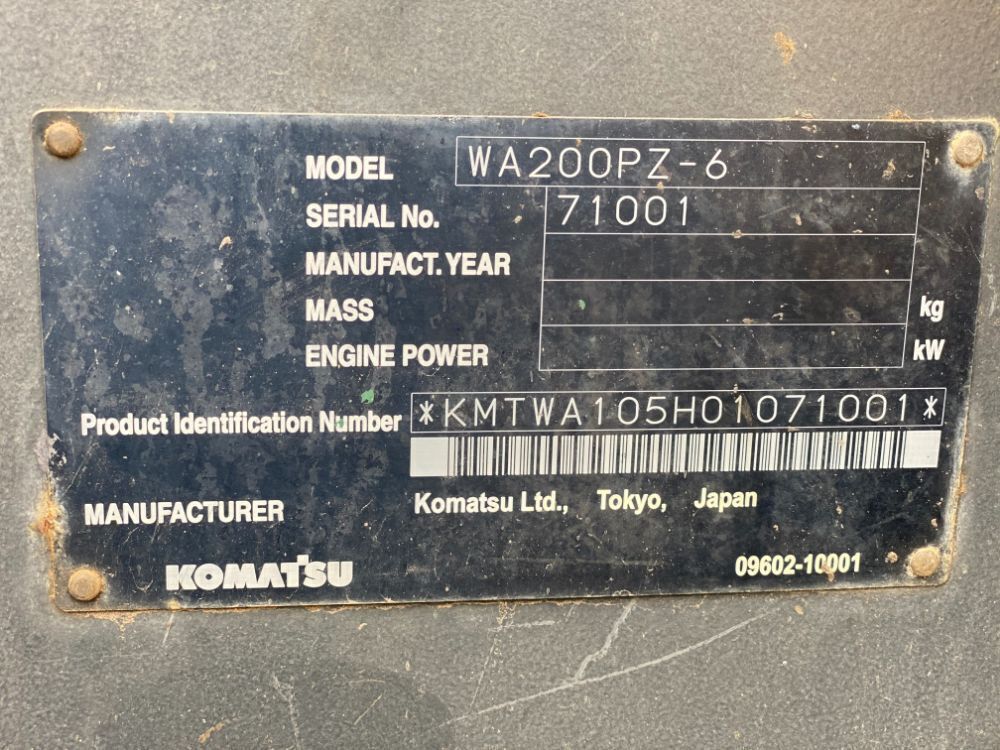 MODEL WA200PZ-6
SERIAL No. 71001
MANUFACT. YEAR
MASS kg
ENGINE POWER kW
Product Identification Number *KMTWA105H01071001*
MANUFACTURER Komatsu Ltd., Tokyo, Japan
KOMATSU 09602-10001